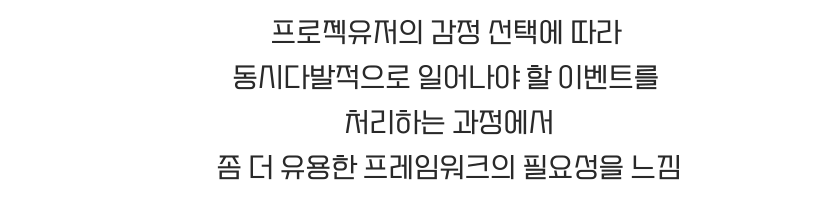 프로젝유저의 감정 선택에 따라
동시다발적으로 일어나야 할 이벤트를
처리하는 과정에서
좀 더 유용한 프레임워크의 필요성을 느낌